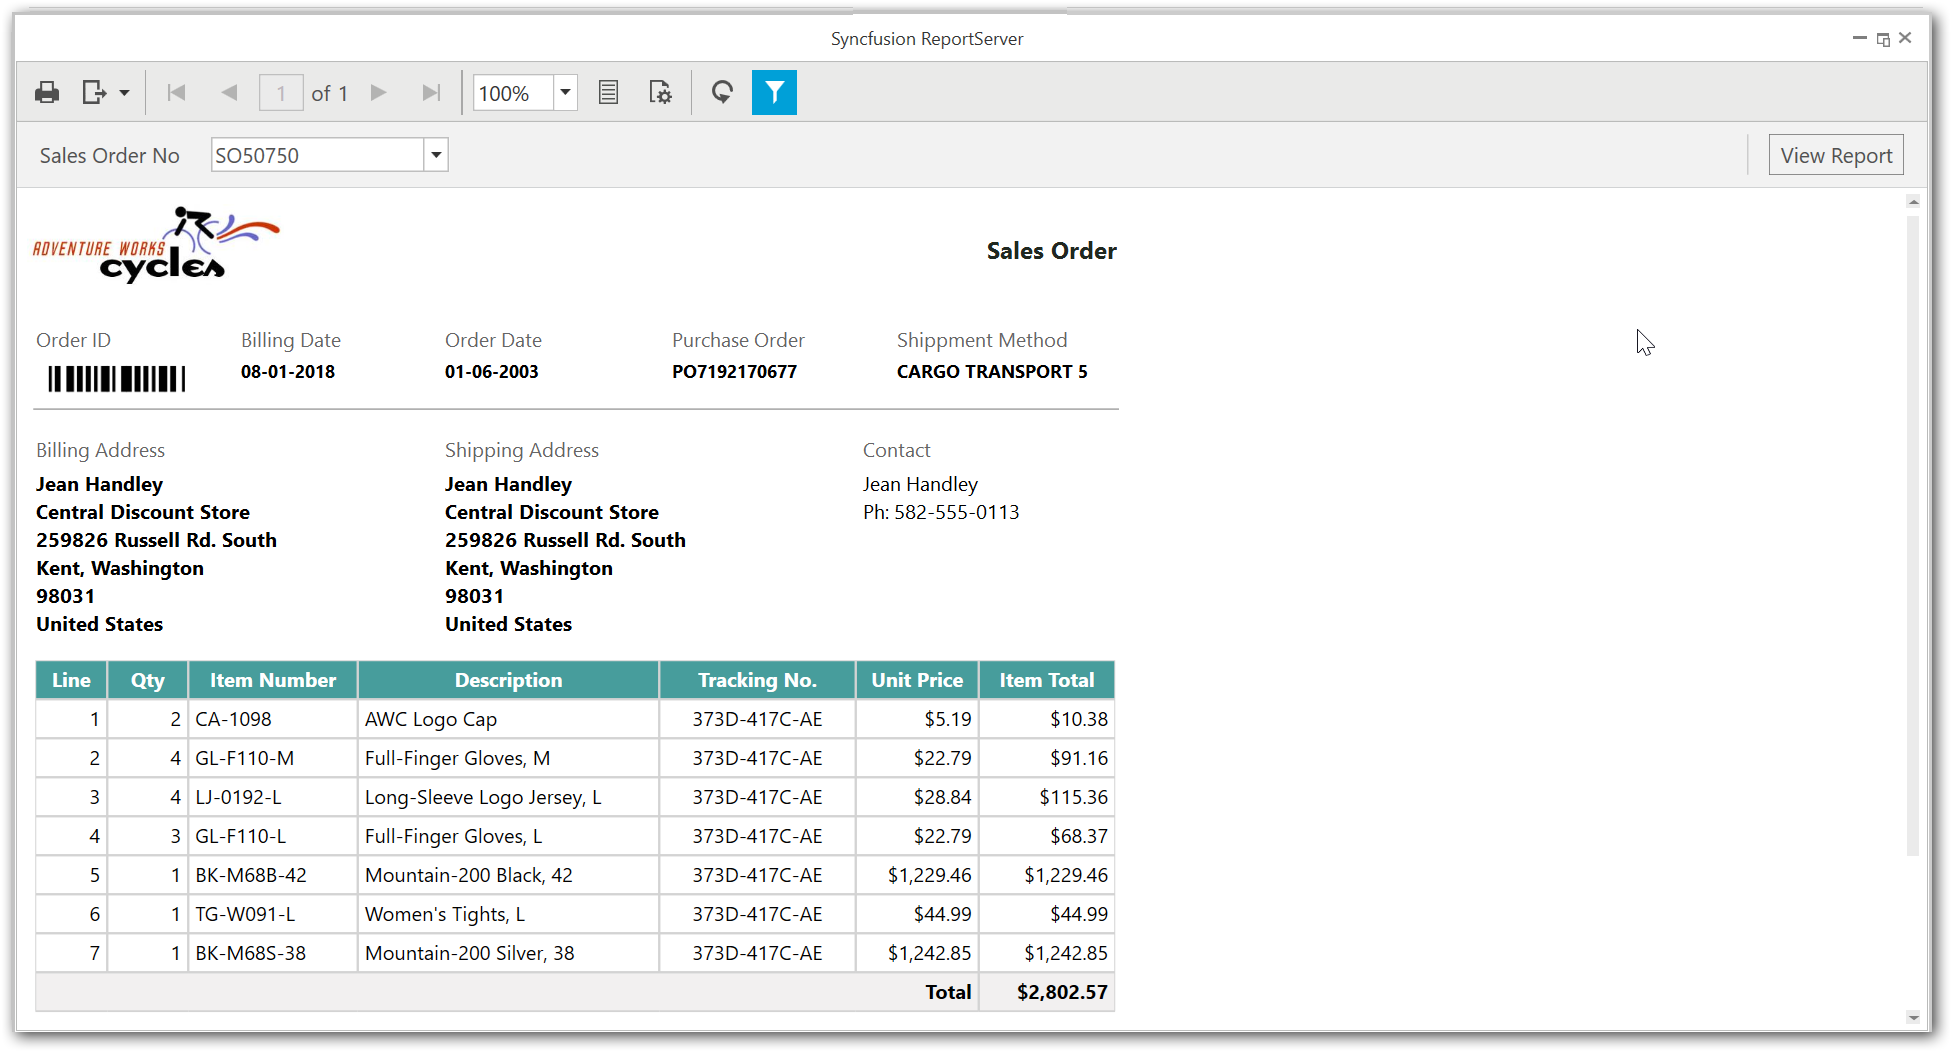 Syncfusion ReportServer
1 of 1 100%
Sales Order No SO50750 View Report
ADVENTURE WORKS
cycles
Sales Order
Order ID Billing Date Order Date Purchase Order Shippment Method
08-01-2018 01-06-2003 PO7192170677 CARGO TRANSPORT 5
Billing Address Shipping Address Contact
Jean Handley Jean Handley Jean Handley
Central Discount Store Central Discount Store Ph: 582-555-0113
259826 Russell Rd. South 259826 Russell Rd. South
Kent, Washington Kent, Washington
98031 98031
United States United States
Line Qty Item Number Description Tracking No. Unit Price Item Total
1 2 CA-1098 AWC Logo Cap 373D-417C-AE $5.19 $10.38
2 4 GL-F110-M Full-Finger Gloves, M 373D-417C-AE $22.79 $91.16
3 4 LJ-0192-L Long-Sleeve Logo Jersey, L 373D-417C-AE $28.84 $115.36
4 3 GL-F110-L Full-Finger Gloves, L 373D-417C-AE $22.79 $68.37
5 1 BK-M68B-42 Mountain-200 Black, 42 373D-417C-AE $1,229.46 $1,229.46
6 1 TG-W091-L Women's Tights, L 373D-417C-AE $44.99 $44.99
7 1 BK-M68S-38 Mountain-200 Silver, 38 373D-417C-AE $1,242.85 $1,242.85
Total $2,802.57